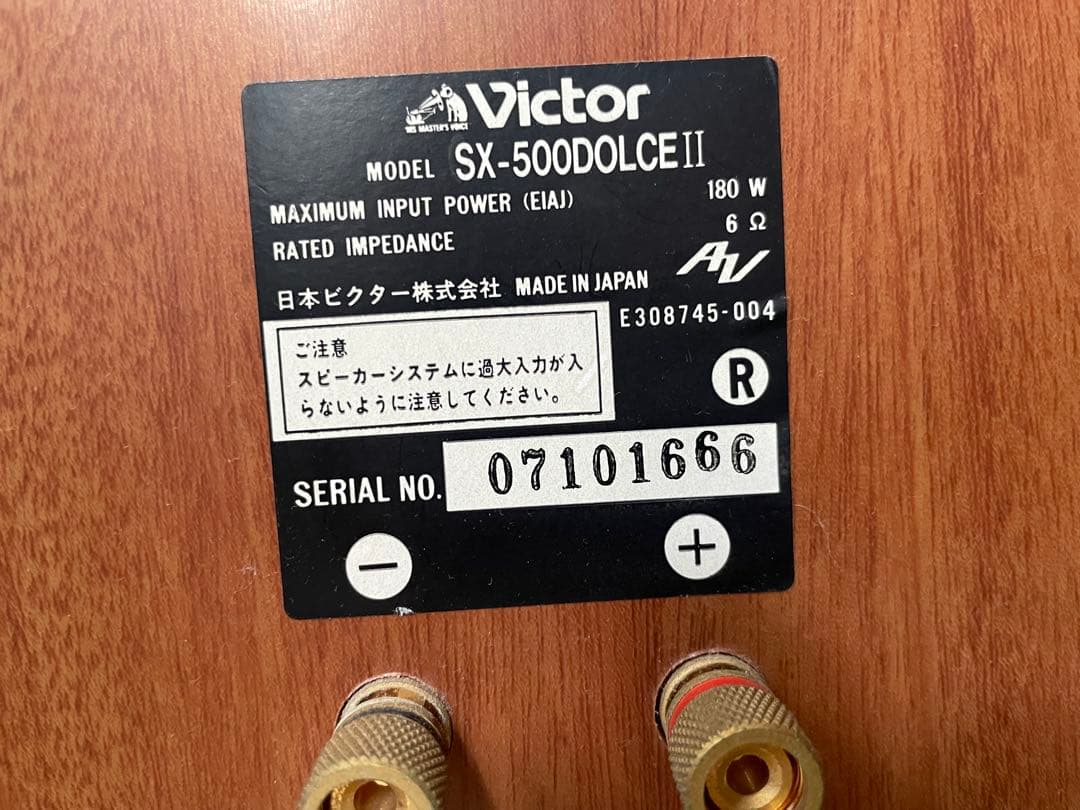 HIS MASTER'S VOICE
Victor
MODEL SX-500DOLCEII
MAXIMUM INPUT POWER (EIAJ) 180 W
RATED IMPEDANCE 6 Ω
AV
日本ビクター株式会社 MADE IN JAPAN
E308745-004
ご注意
スピーカーシステムに過大入力が入
らないように注意してください。
R
SERIAL NO. 07101666
− +